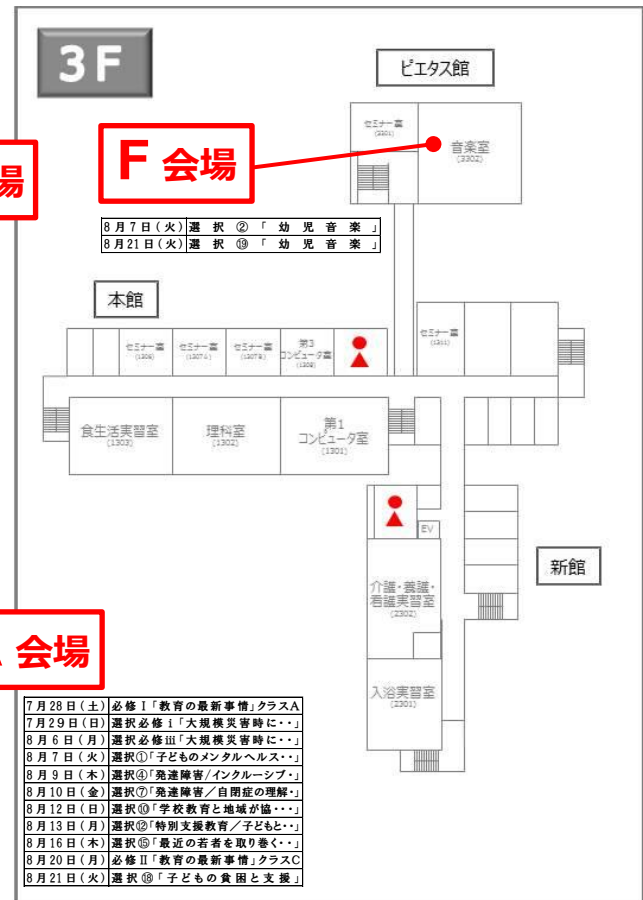 3F
ピエタス館
セミナー室
(3301)
音楽室
(3302)
場
F 会場
8月7日(火) 選択②「幼児音楽」
8月21日(火) 選択⑲「幼児音楽」
本館
セミナー室
(1306)
セミナー室
(1307A)
セミナー室
(1307B)
第3
コンピュータ室
(1308)
セミナー室
(1311)
食生活実習室
(1303)
理科室
(1302)
第1
コンピュータ室
(1301)
EV
新館
介護・養護・
看護実習室
(2302)
入浴実習室
(2301)
会場
7月28日(土) 必修Ⅰ「教育の最新事情」クラスA
7月29日(日) 選択必修ⅰ「大規模災害時に・・」
8月6日(月) 選択必修ⅲ「大規模災害時に・・」
8月7日(火) 選択①「子どものメンタルヘルス・・」
8月9日(木) 選択④「発達障害/インクルーシブ・」
8月10日(金) 選択⑦「発達障害／自閉症の理解・」
8月12日(日) 選択⑩「学校教育と地域が協・・・」
8月13日(月) 選択⑫「特別支援教育／子どもと・・」
8月16日(木) 選択⑮「最近の若者を取り巻く・・」
8月20日(月) 必修Ⅱ「教育の最新事情」クラスC
8月21日(火) 選択⑱「子どもの貧困と支援」